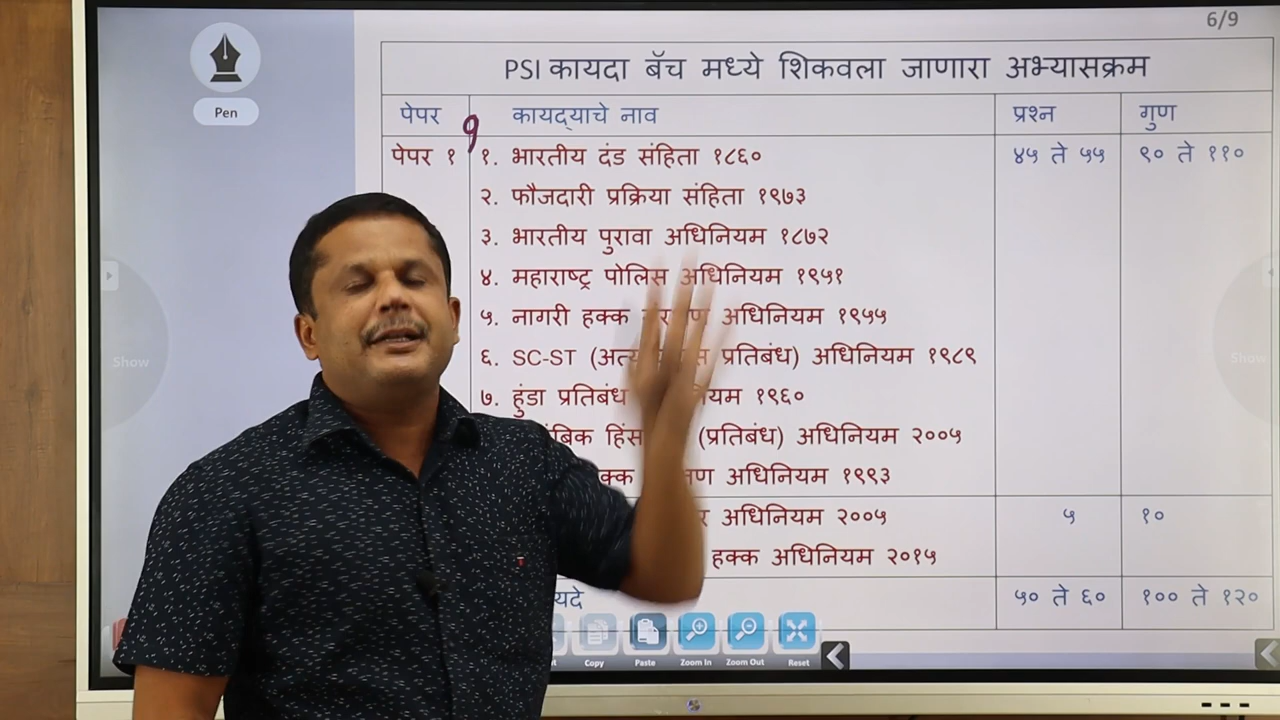 6/9
Pen
PSI कायदा बॅच मध्ये शिकवला जाणारा अभ्यासक्रम
पेपर कायद्याचे नाव प्रश्न गुण
९
पेपर १ १. भारतीय दंड संहिता १८६० ४५ ते ५५ ९० ते ११०
२. फौजदारी प्रक्रिया संहिता १९७३
३. भारतीय पुरावा अधिनियम १८७२
४. महाराष्ट्र पोलिस अधिनियम १९५१
५. नागरी हक्क अधिनियम १९५५
६. SC-ST प्रतिबंध) अधिनियम १९८९
७. हुंडा प्रतिबंध १९६०
(प्रतिबंध) अधिनियम २००५
अधिनियम १९९३
अधिनियम २००५ ५ १०
हक्क अधिनियम २०१५
५० ते ६० १०० ते १२०
Show
Show
Copy Paste Zoom In Zoom Out Reset